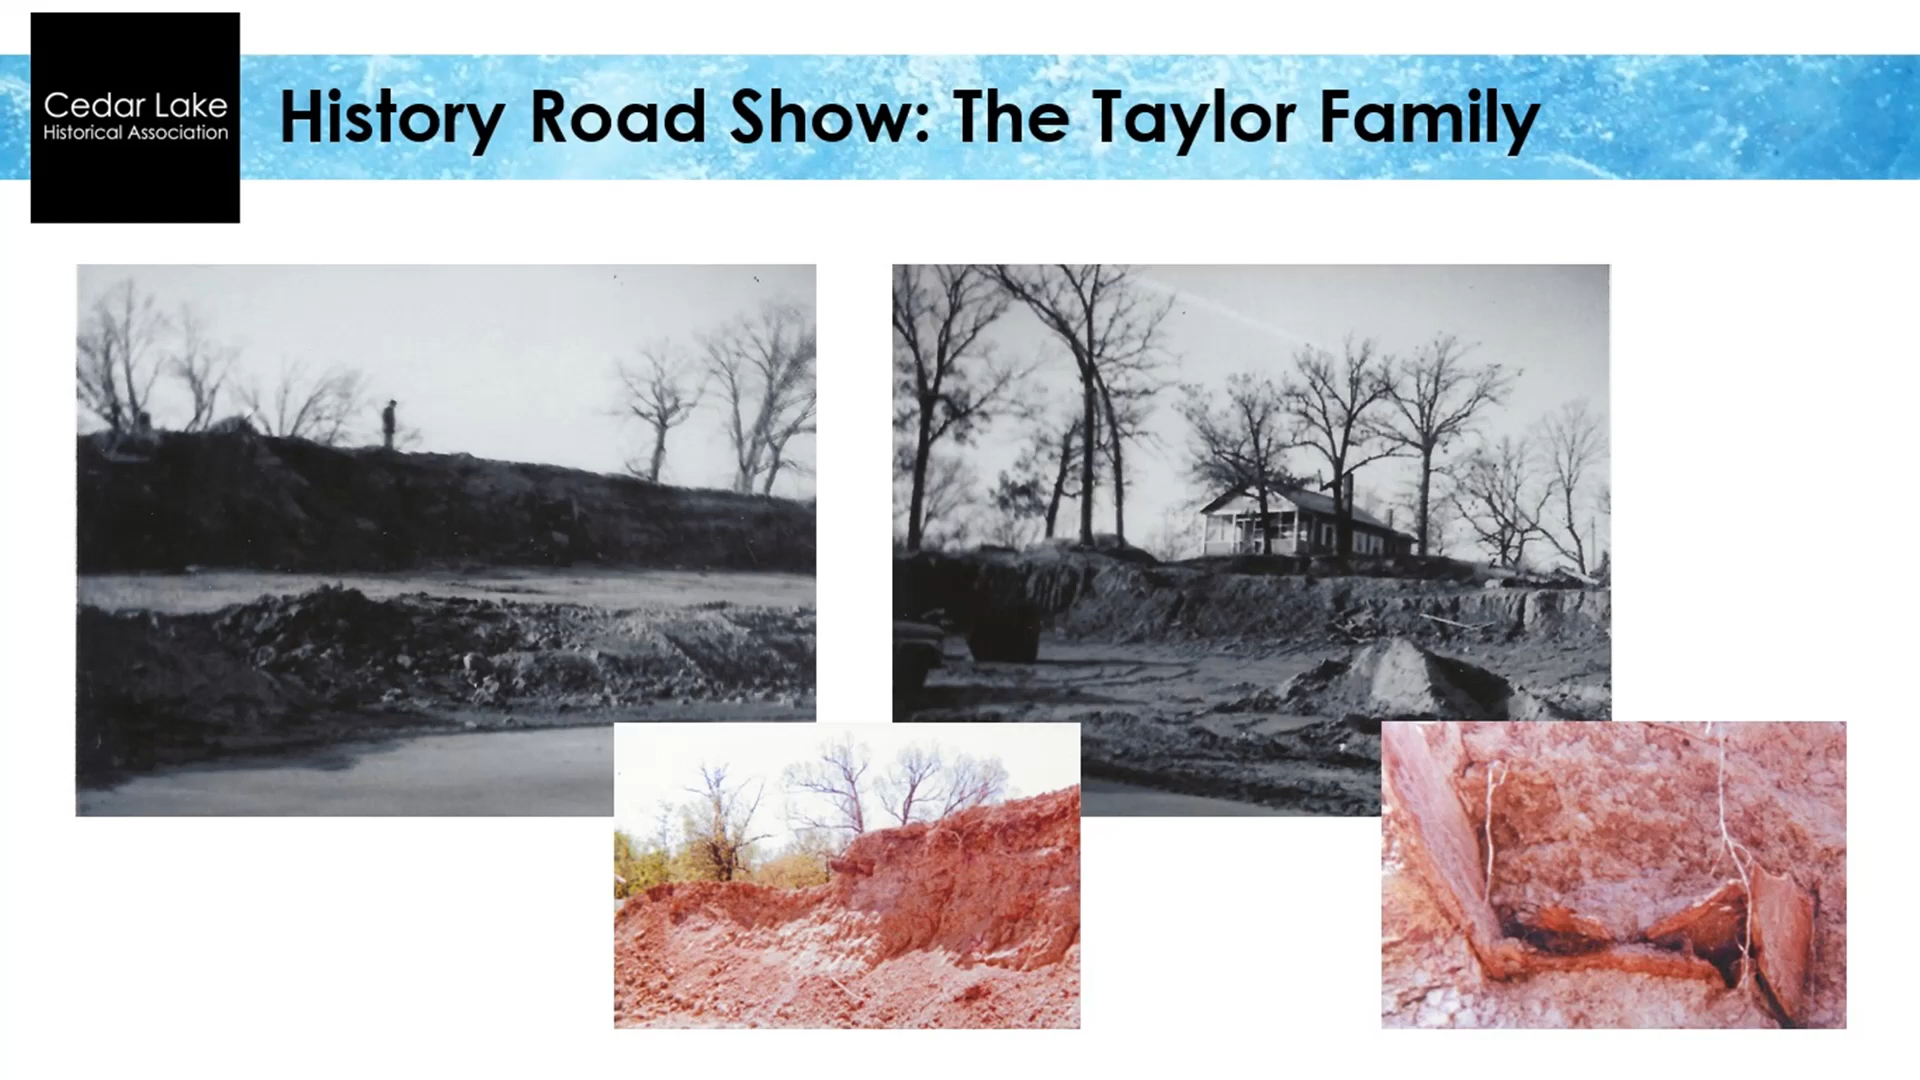 Cedar Lake
Historical Association
History Road Show: The Taylor Family